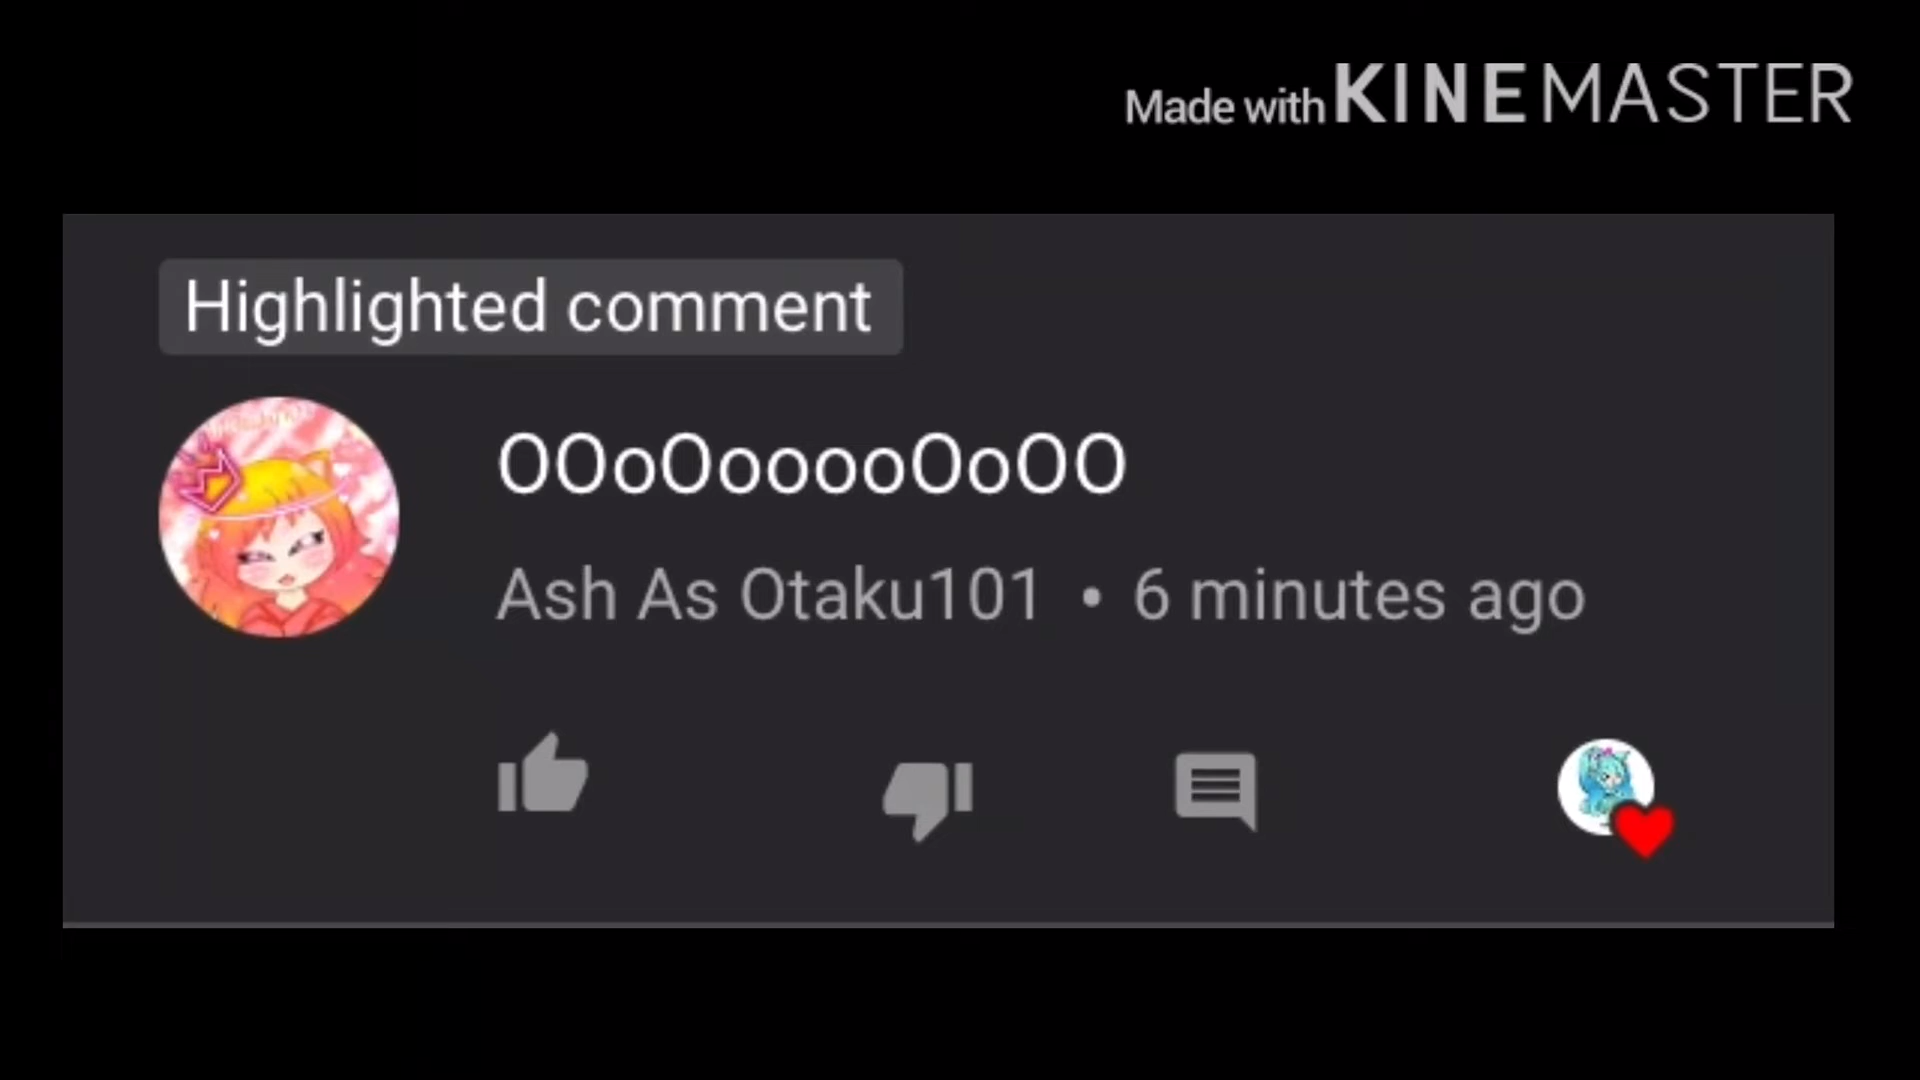 Made with KINEMASTER
Highlighted comment
OOoOooooOoOO
Ash As Otaku101 • 6 minutes ago